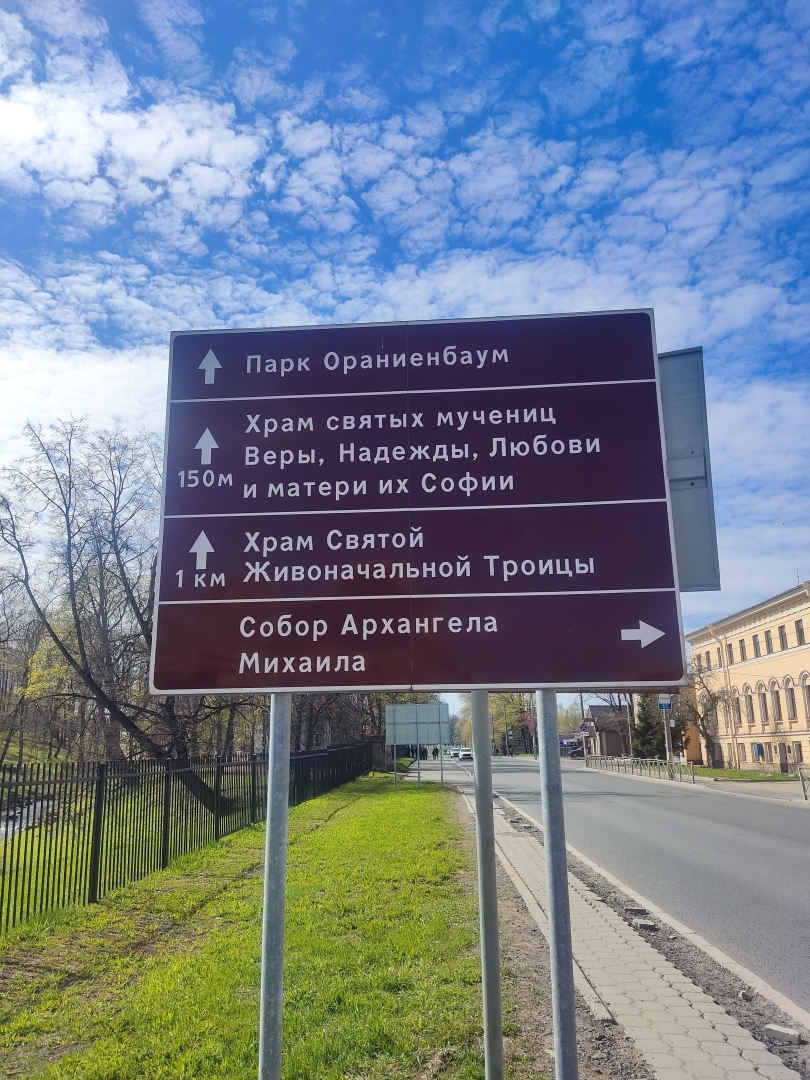 Парк Ораниенбаум
Храм святых мучениц
Веры, Надежды, Любови
150м
и матери их Софии
Храм Святой
1 км
Живоначальной Троицы
Собор Архангела
Михаила